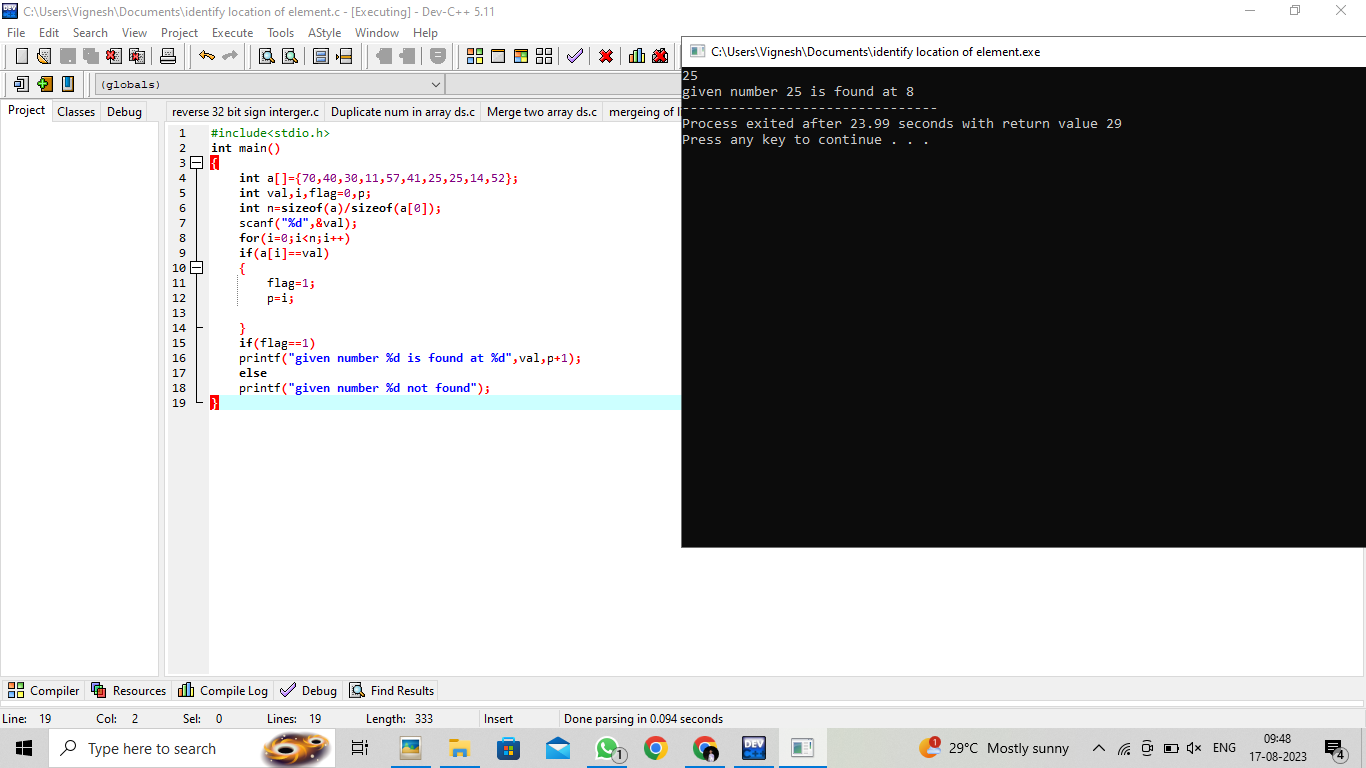 C:\Users\Vignesh\Documents\identify location of element.c - [Executing] - Dev-C++ 5.11
File Edit Search View Project Execute Tools AStyle Window Help
(globals)
Project Classes Debug
reverse 32 bit sign interger.c Duplicate num in array ds.c Merge two array ds.c mergeing of
1 #include<stdio.h>
2 int main()
3 {
4 int a[]={70,40,30,11,57,41,25,25,14,52};
5 int val,i,flag=0,p;
6 int n=sizeof(a)/sizeof(a[0]);
7 scanf("%d",&val);
8 for(i=0;i<n;i++)
9 if(a[i]==val)
10 {
11 flag=1;
12 p=i;
13
14 }
15 if(flag==1)
16 printf("given number %d is found at %d",val,p+1);
17 else
18 printf("given number %d not found");
19 }
C:\Users\Vignesh\Documents\identify location of element.exe
25
given number 25 is found at 8
--------------------------------
Process exited after 23.99 seconds with return value 29
Press any key to continue . . .
Compiler Resources Compile Log Debug Find Results
Line: 19 Col: 2 Sel: 0 Lines: 19 Length: 333 Insert Done parsing in 0.094 seconds
Type here to search
1
DEV
1
29°C Mostly sunny
ENG
09:48
17-08-2023
4